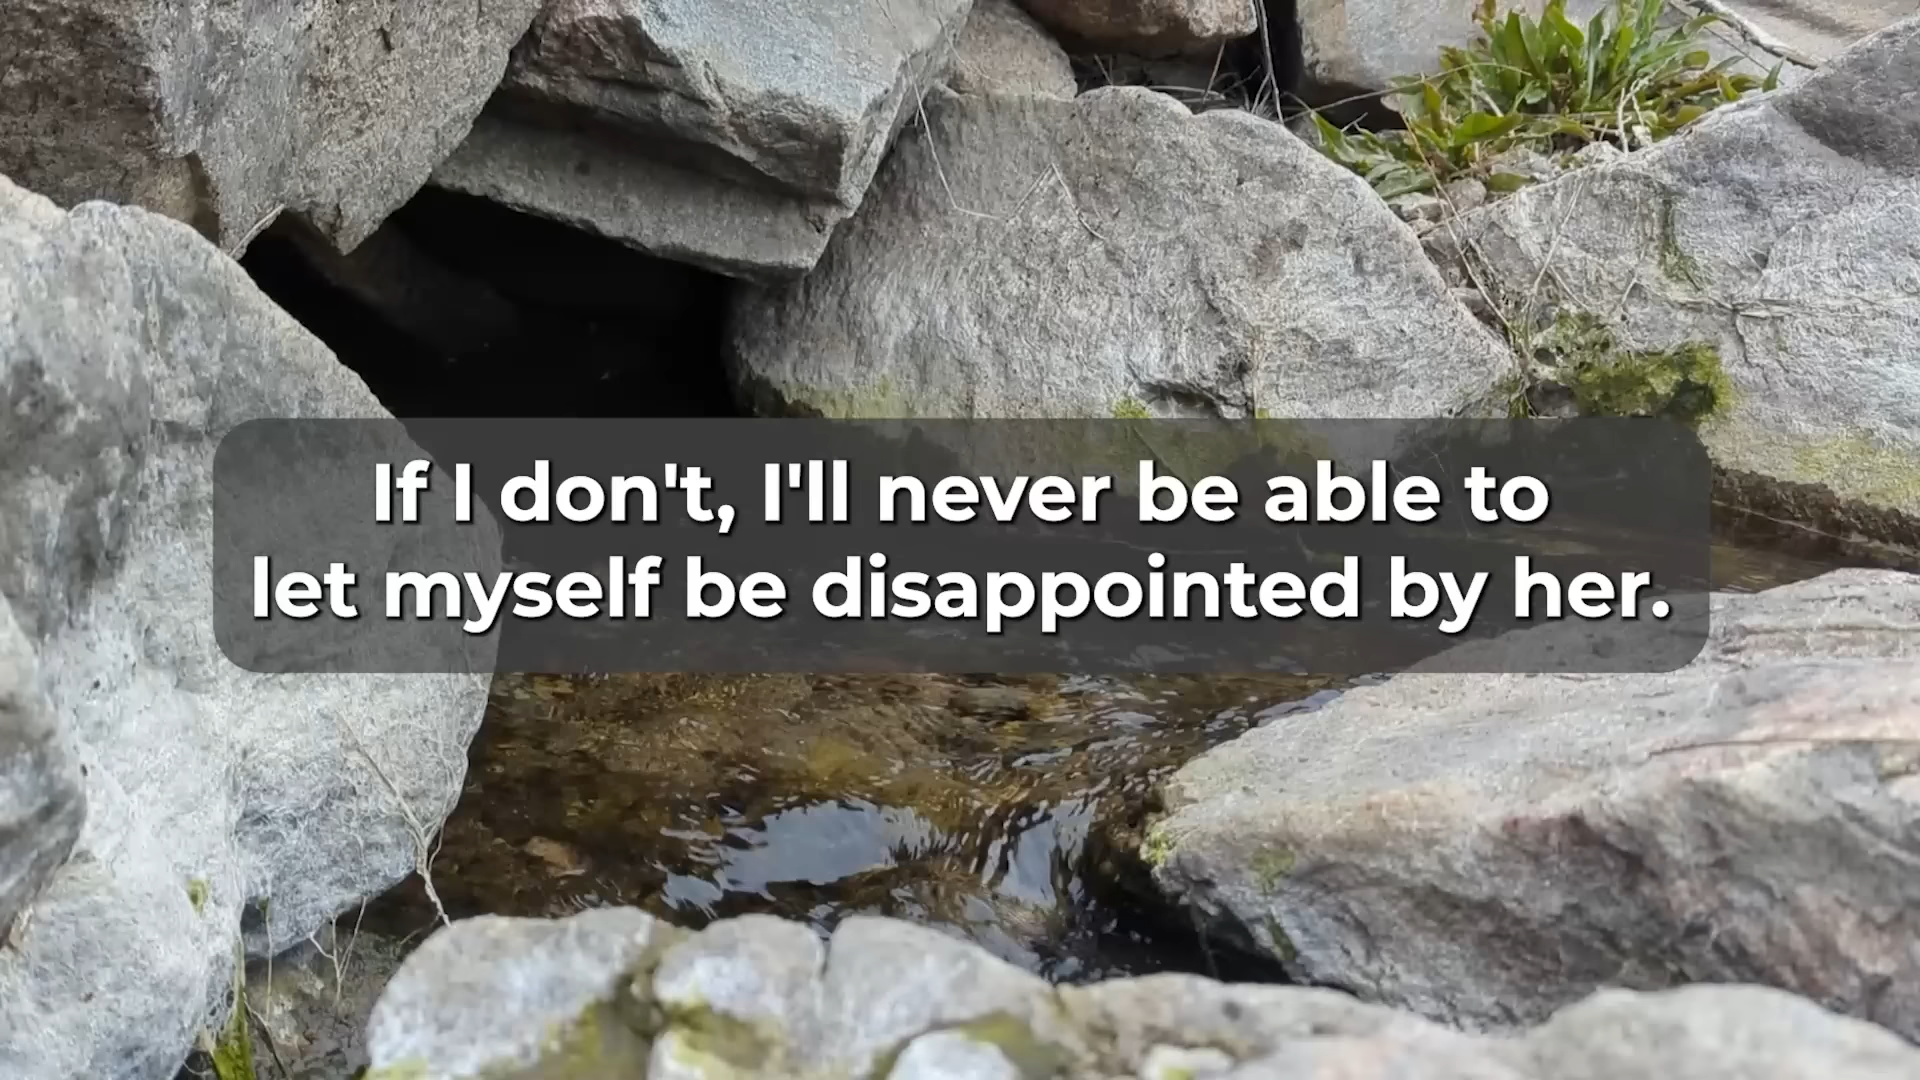 If I don't, I'll never be able to
let myself be disappointed by her.